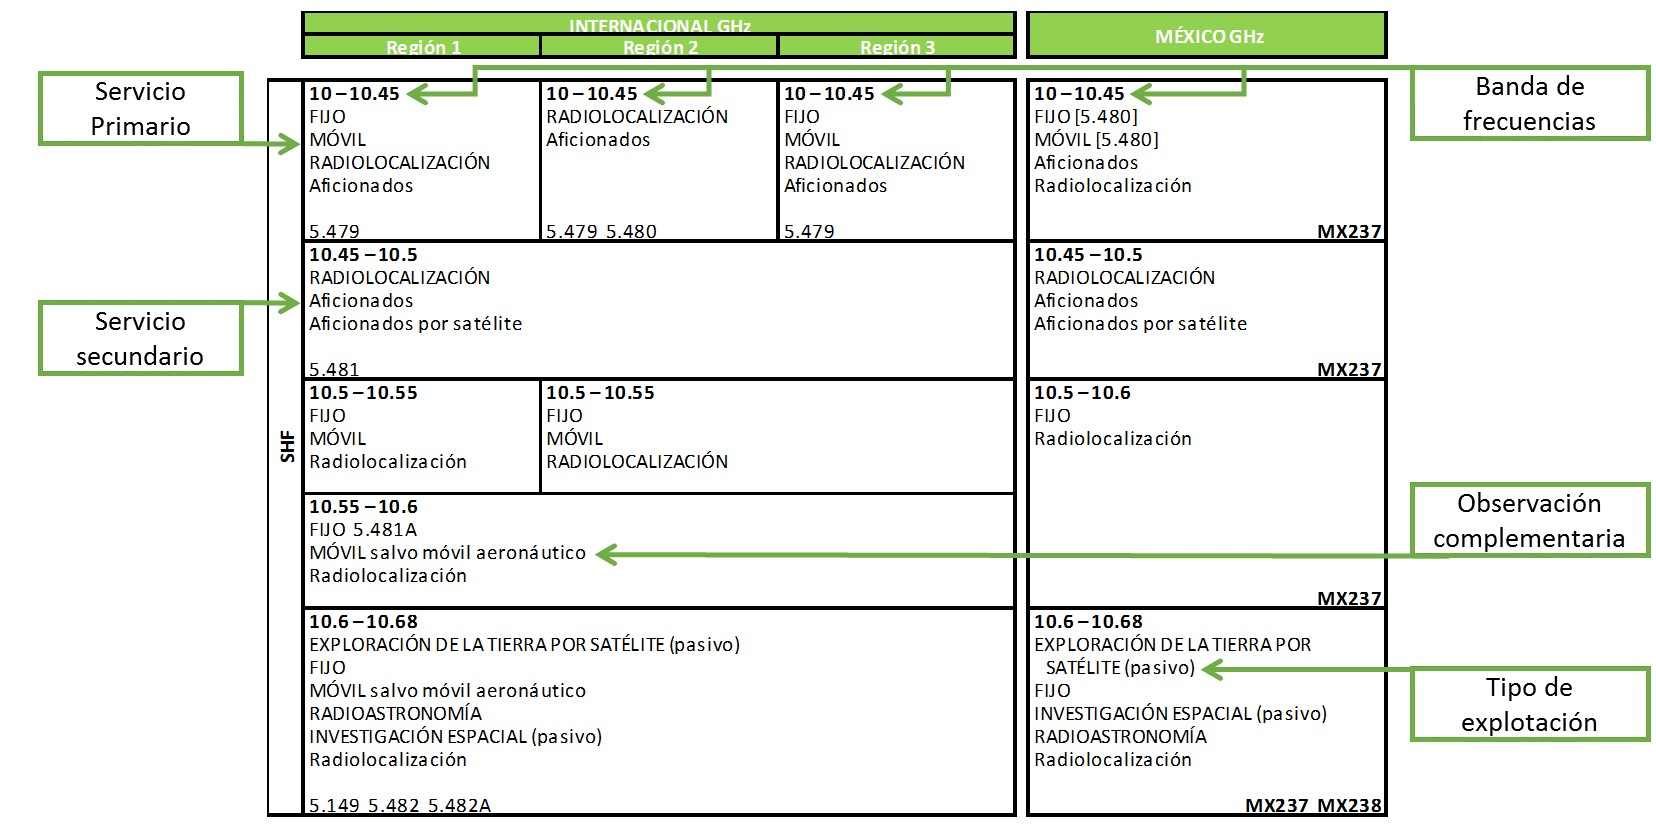 INTERNACIONAL GHz
Región 1
Región 2
Región 3
MÉXICO GHz
Servicio
Primario
Servicio
secundario
Banda de
frecuencias
Observación
complementaria
Tipo de
explotación
SHF
10 – 10.45
FIJO
MÓVIL
RADIOLOCALIZACIÓN
Aficionados
5.479
10 – 10.45
RADIOLOCALIZACIÓN
Aficionados
5.479 5.480
10 – 10.45
FIJO
MÓVIL
RADIOLOCALIZACIÓN
Aficionados
5.479
10 – 10.45
FIJO [5.480]
MÓVIL [5.480]
Aficionados
Radiolocalización
MX237
10.45 – 10.5
RADIOLOCALIZACIÓN
Aficionados
Aficionados por satélite
5.481
10.45 – 10.5
RADIOLOCALIZACIÓN
Aficionados
Aficionados por satélite
MX237
10.5 – 10.55
FIJO
MÓVIL
Radiolocalización
10.5 – 10.55
FIJO
MÓVIL
RADIOLOCALIZACIÓN
10.5 – 10.6
FIJO
Radiolocalización
MX237
10.55 – 10.6
FIJO 5.481A
MÓVIL salvo móvil aeronáutico
Radiolocalización
10.6 – 10.68
EXPLORACIÓN DE LA TIERRA POR SATÉLITE (pasivo)
FIJO
MÓVIL salvo móvil aeronáutico
RADIOASTRONOMÍA
INVESTIGACIÓN ESPACIAL (pasivo)
Radiolocalización
5.149 5.482 5.482A
10.6 – 10.68
EXPLORACIÓN DE LA TIERRA POR
SATÉLITE (pasivo)
FIJO
INVESTIGACIÓN ESPACIAL (pasivo)
RADIOASTRONOMÍA
Radiolocalización
MX237 MX238